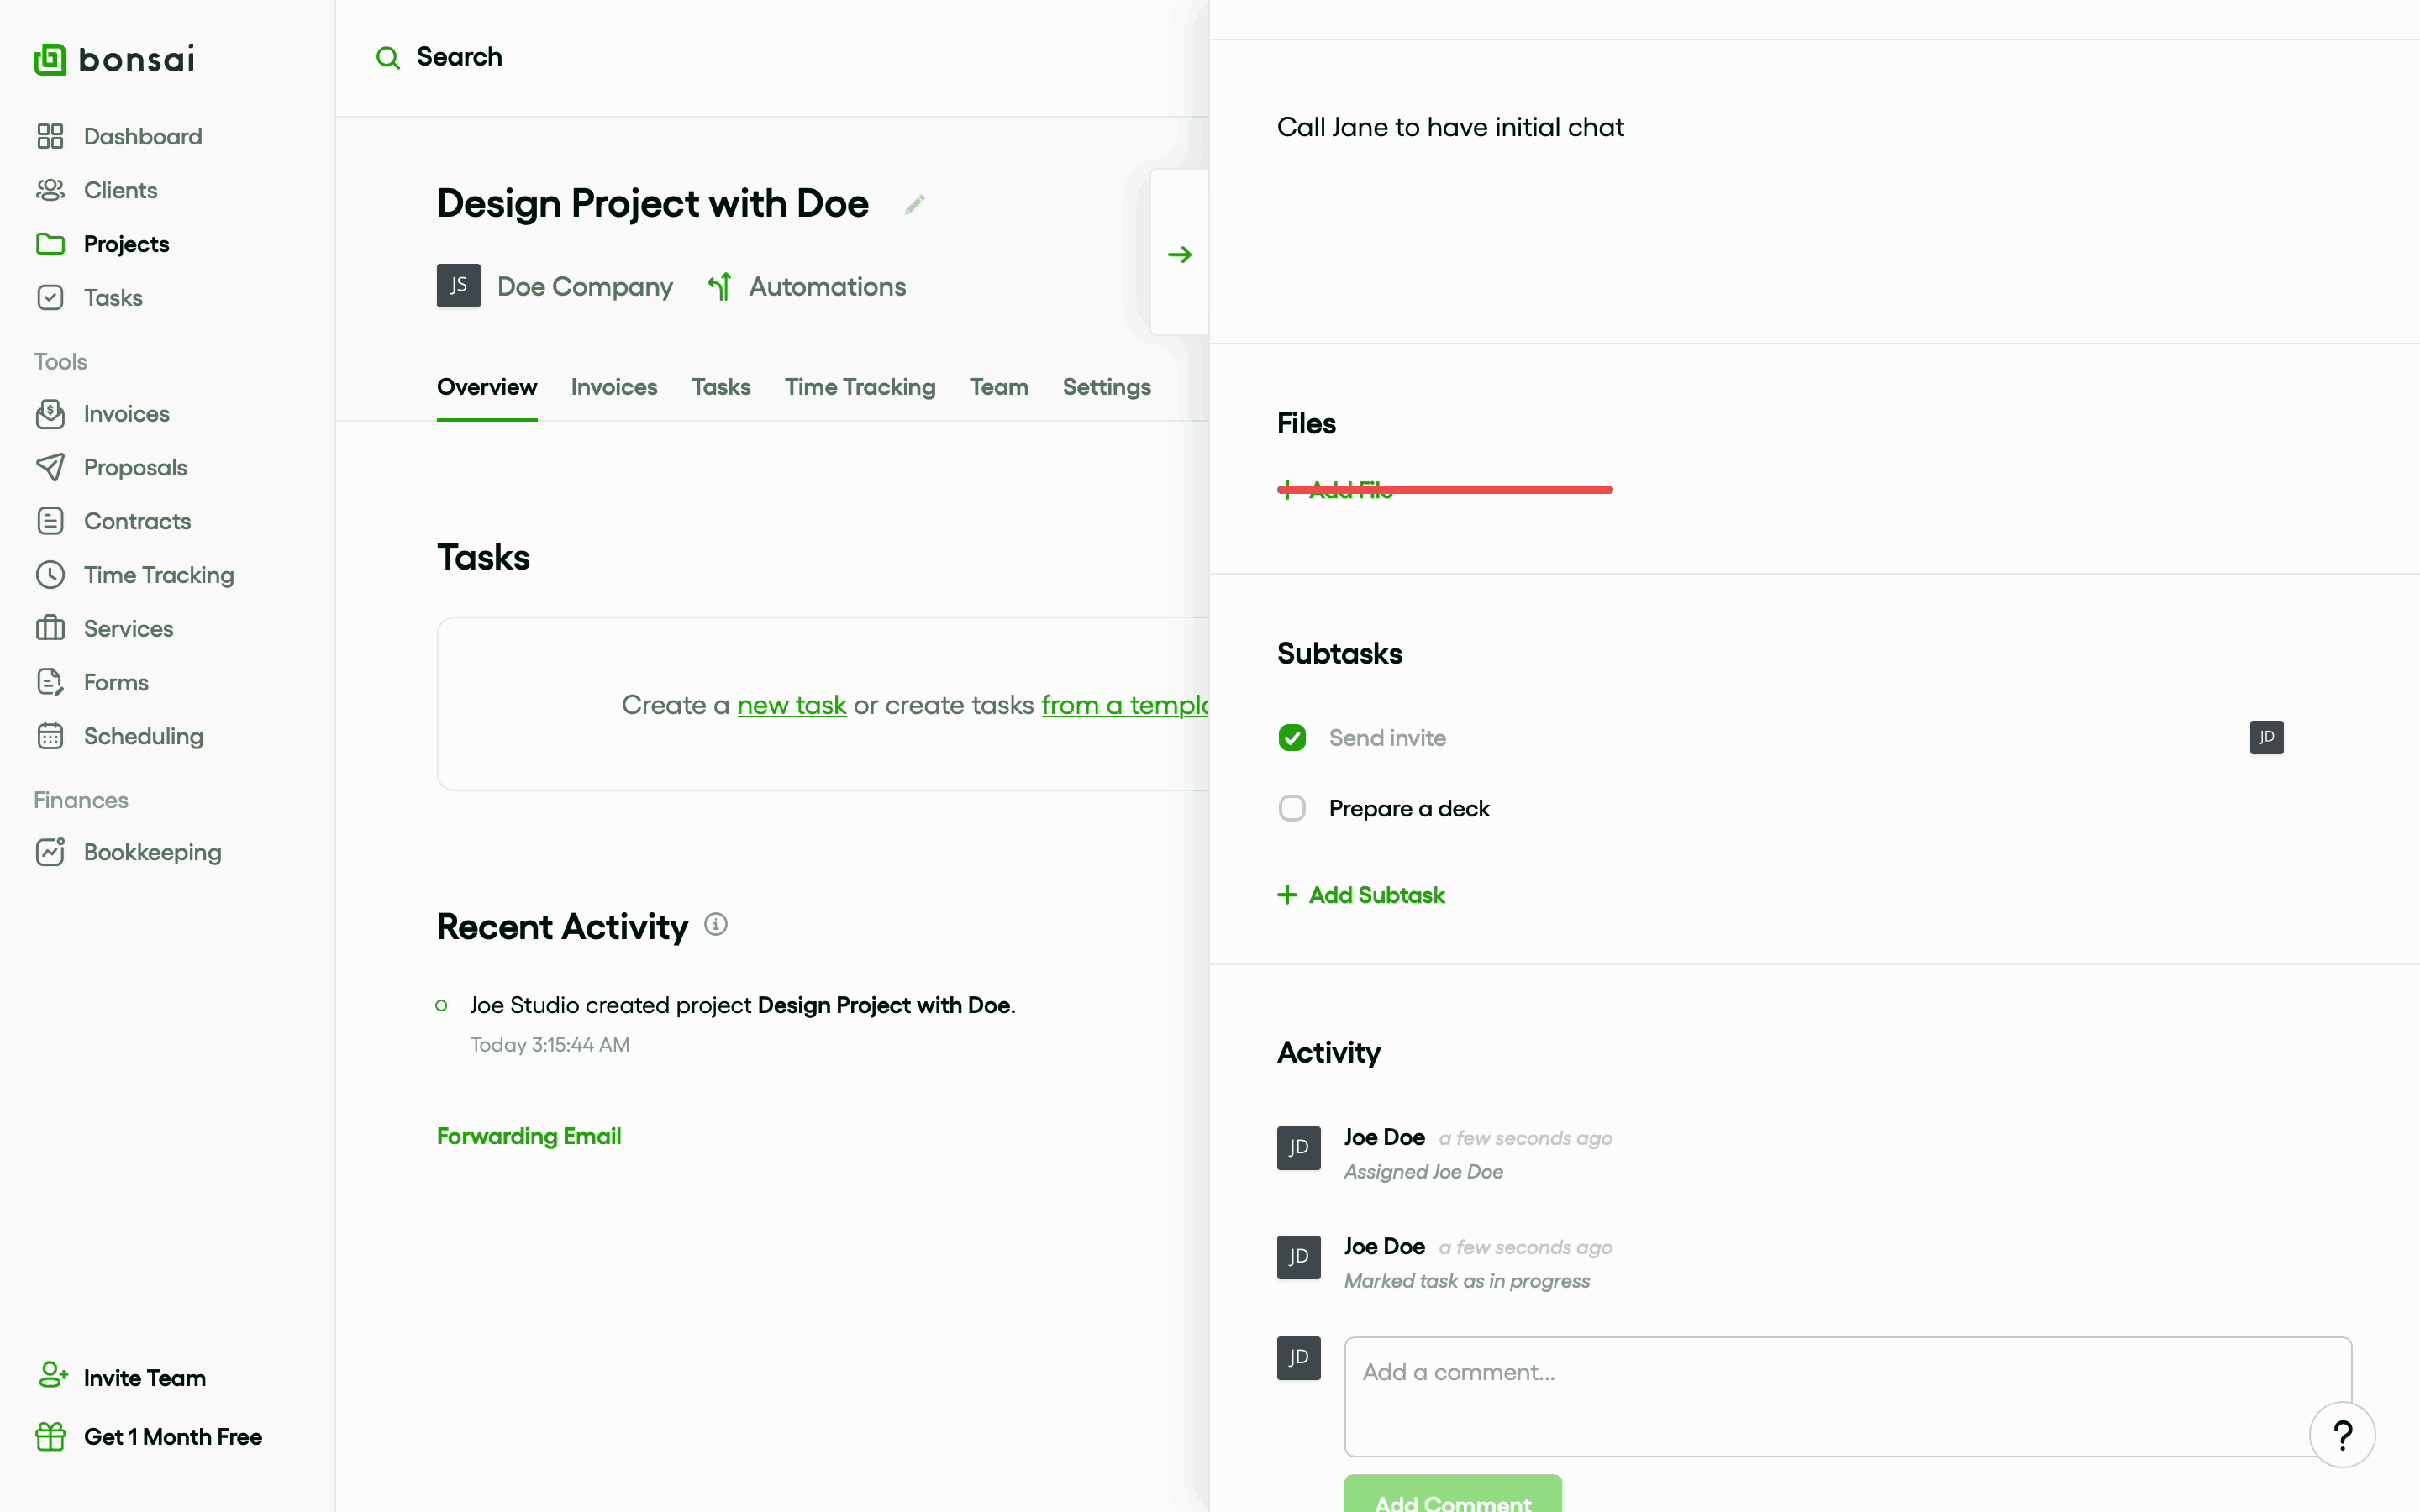 bonsai
Dashboard
Clients
Projects
Tasks
Tools
Invoices
Proposals
Contracts
Time Tracking
Services
Forms
Scheduling
Finances
Bookkeeping
Invite Team
Get 1 Month Free
Search
Design Project with Doe
JS Doe Company Automations
Overview Invoices Tasks Time Tracking Team Settings
Tasks
Create a new task or create tasks from a templa
Recent Activity
Joe Studio created project Design Project with Doe.
Today 3:15:44 AM
Forwarding Email
Call Jane to have initial chat
Files
+ Add File
Subtasks
Send invite JD
Prepare a deck
+ Add Subtask
Activity
JD Joe Doe a few seconds ago
Assigned Joe Doe
JD Joe Doe a few seconds ago
Marked task as in progress
JD Add a comment...
?
Add Comment